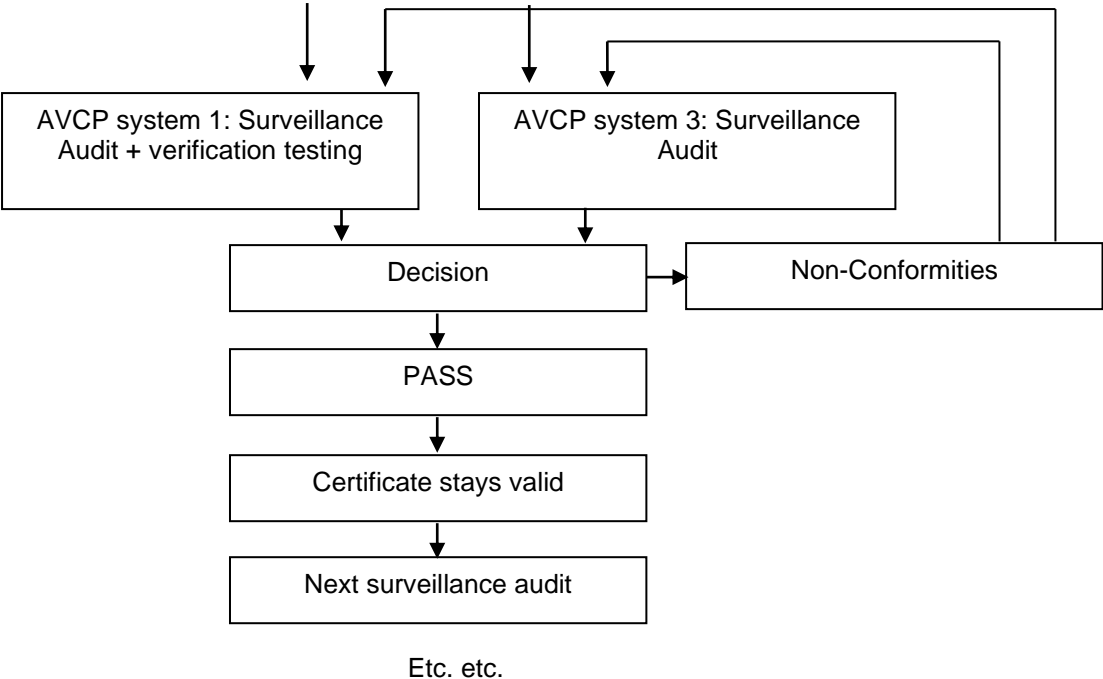 AVCP system 1: Surveillance
Audit + verification testing
AVCP system 3: Surveillance
Audit
Decision
Non-Conformities
PASS
Certificate stays valid
Next surveillance audit
Etc. etc.